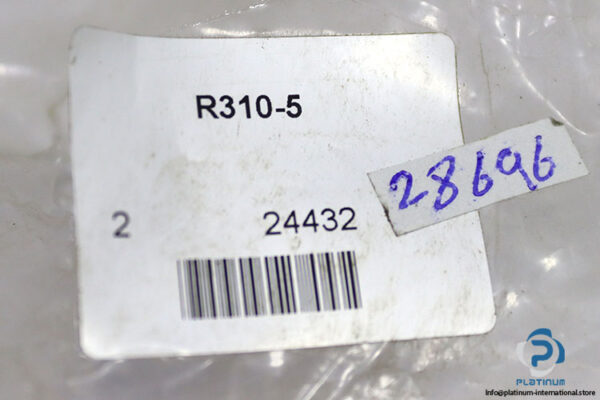 R310-5
28696
2 24432
PLATINUM
Info@platinum-international.store